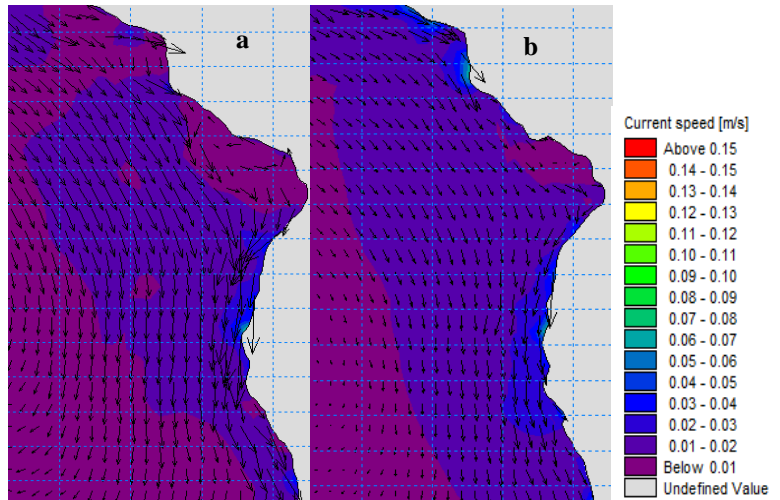 a
b
Current speed [m/s]
Above 0.15
0.14 - 0.15
0.13 - 0.14
0.12 - 0.13
0.11 - 0.12
0.10 - 0.11
0.09 - 0.10
0.08 - 0.09
0.07 - 0.08
0.06 - 0.07
0.05 - 0.06
0.04 - 0.05
0.03 - 0.04
0.02 - 0.03
0.01 - 0.02
Below 0.01
Undefined Value